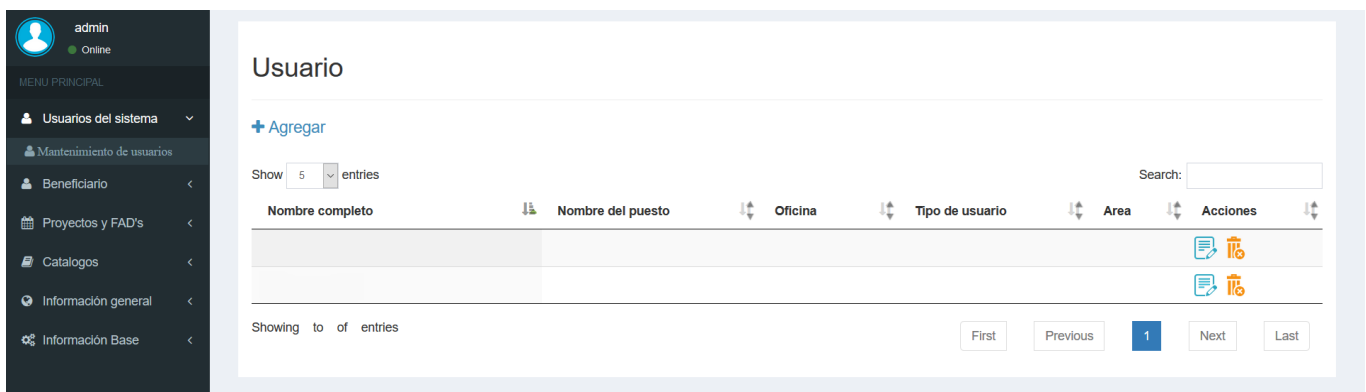 admin
Online
MENU PRINCIPAL
Usuarios del sistema
Mantenimiento de usuarios
Beneficiario
Proyectos y FAD's
Catalogos
Información general
Información Base
Usuario
Agregar
Show 5 entries
Search:
Nombre completo Nombre del puesto Oficina Tipo de usuario Area Acciones
Showing to of entries
First Previous 1 Next Last